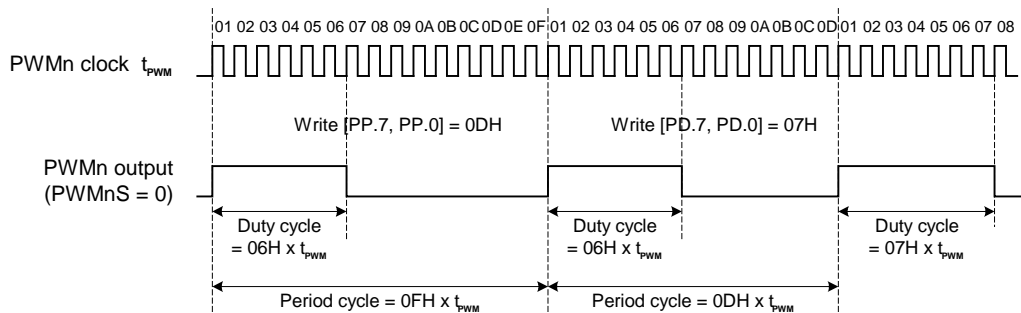 01 02 03 04 05 06 07 08 09 0A 0B 0C 0D 0E 0F 01 02 03 04 05 06 07 08 09 0A 0B 0C 0D 01 02 03 04 05 06 07 08
PWMn clock tPWM
Write [PP.7, PP.0] = 0DH Write [PD.7, PD.0] = 07H
PWMn output
(PWMnS = 0)
Duty cycle Duty cycle Duty cycle
= 06H x tPWM = 06H x tPWM = 07H x tPWM
Period cycle = 0FH x tPWM Period cycle = 0DH x tPWM